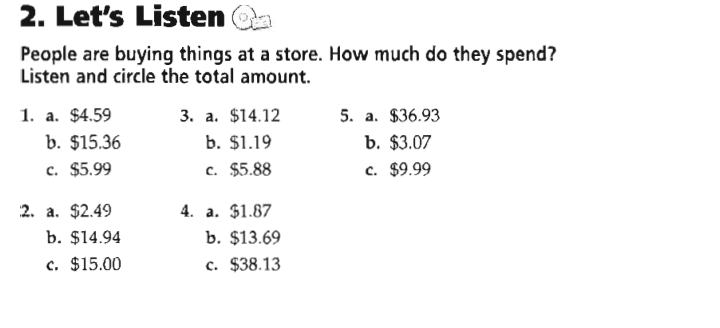 2. Let's Listen
People are buying things at a store. How much do they spend?
Listen and circle the total amount.
1. a. $4.59
b. $15.36
c. $5.99
2. a. $2.49
b. $14.94
c. $15.00
3. a. $14.12
b. $1.19
c. $5.88
4. a. $1.87
b. $13.69
c. $38.13
5. a. $36.93
b. $3.07
c. $9.99